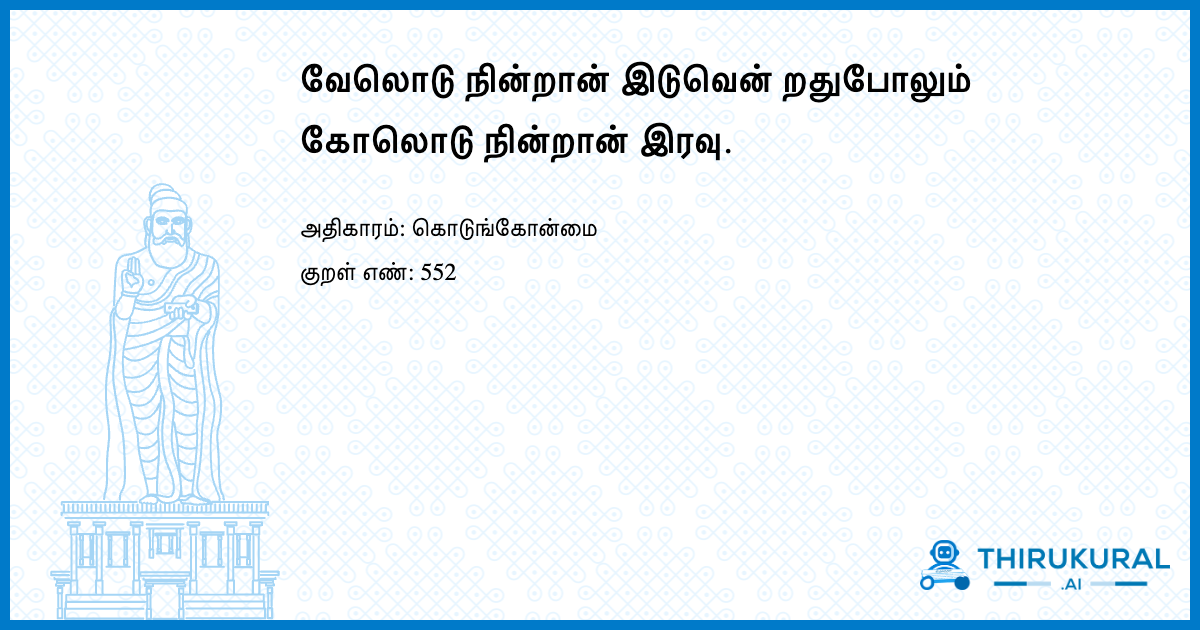 வேலொடு நின்றான் இடுவென் றதுபோலும்
கோலொடு நின்றான் இரவு.
அதிகாரம்: கொடுங்கோன்மை
குறள் எண்: 552
THIRUKURAL
.AI